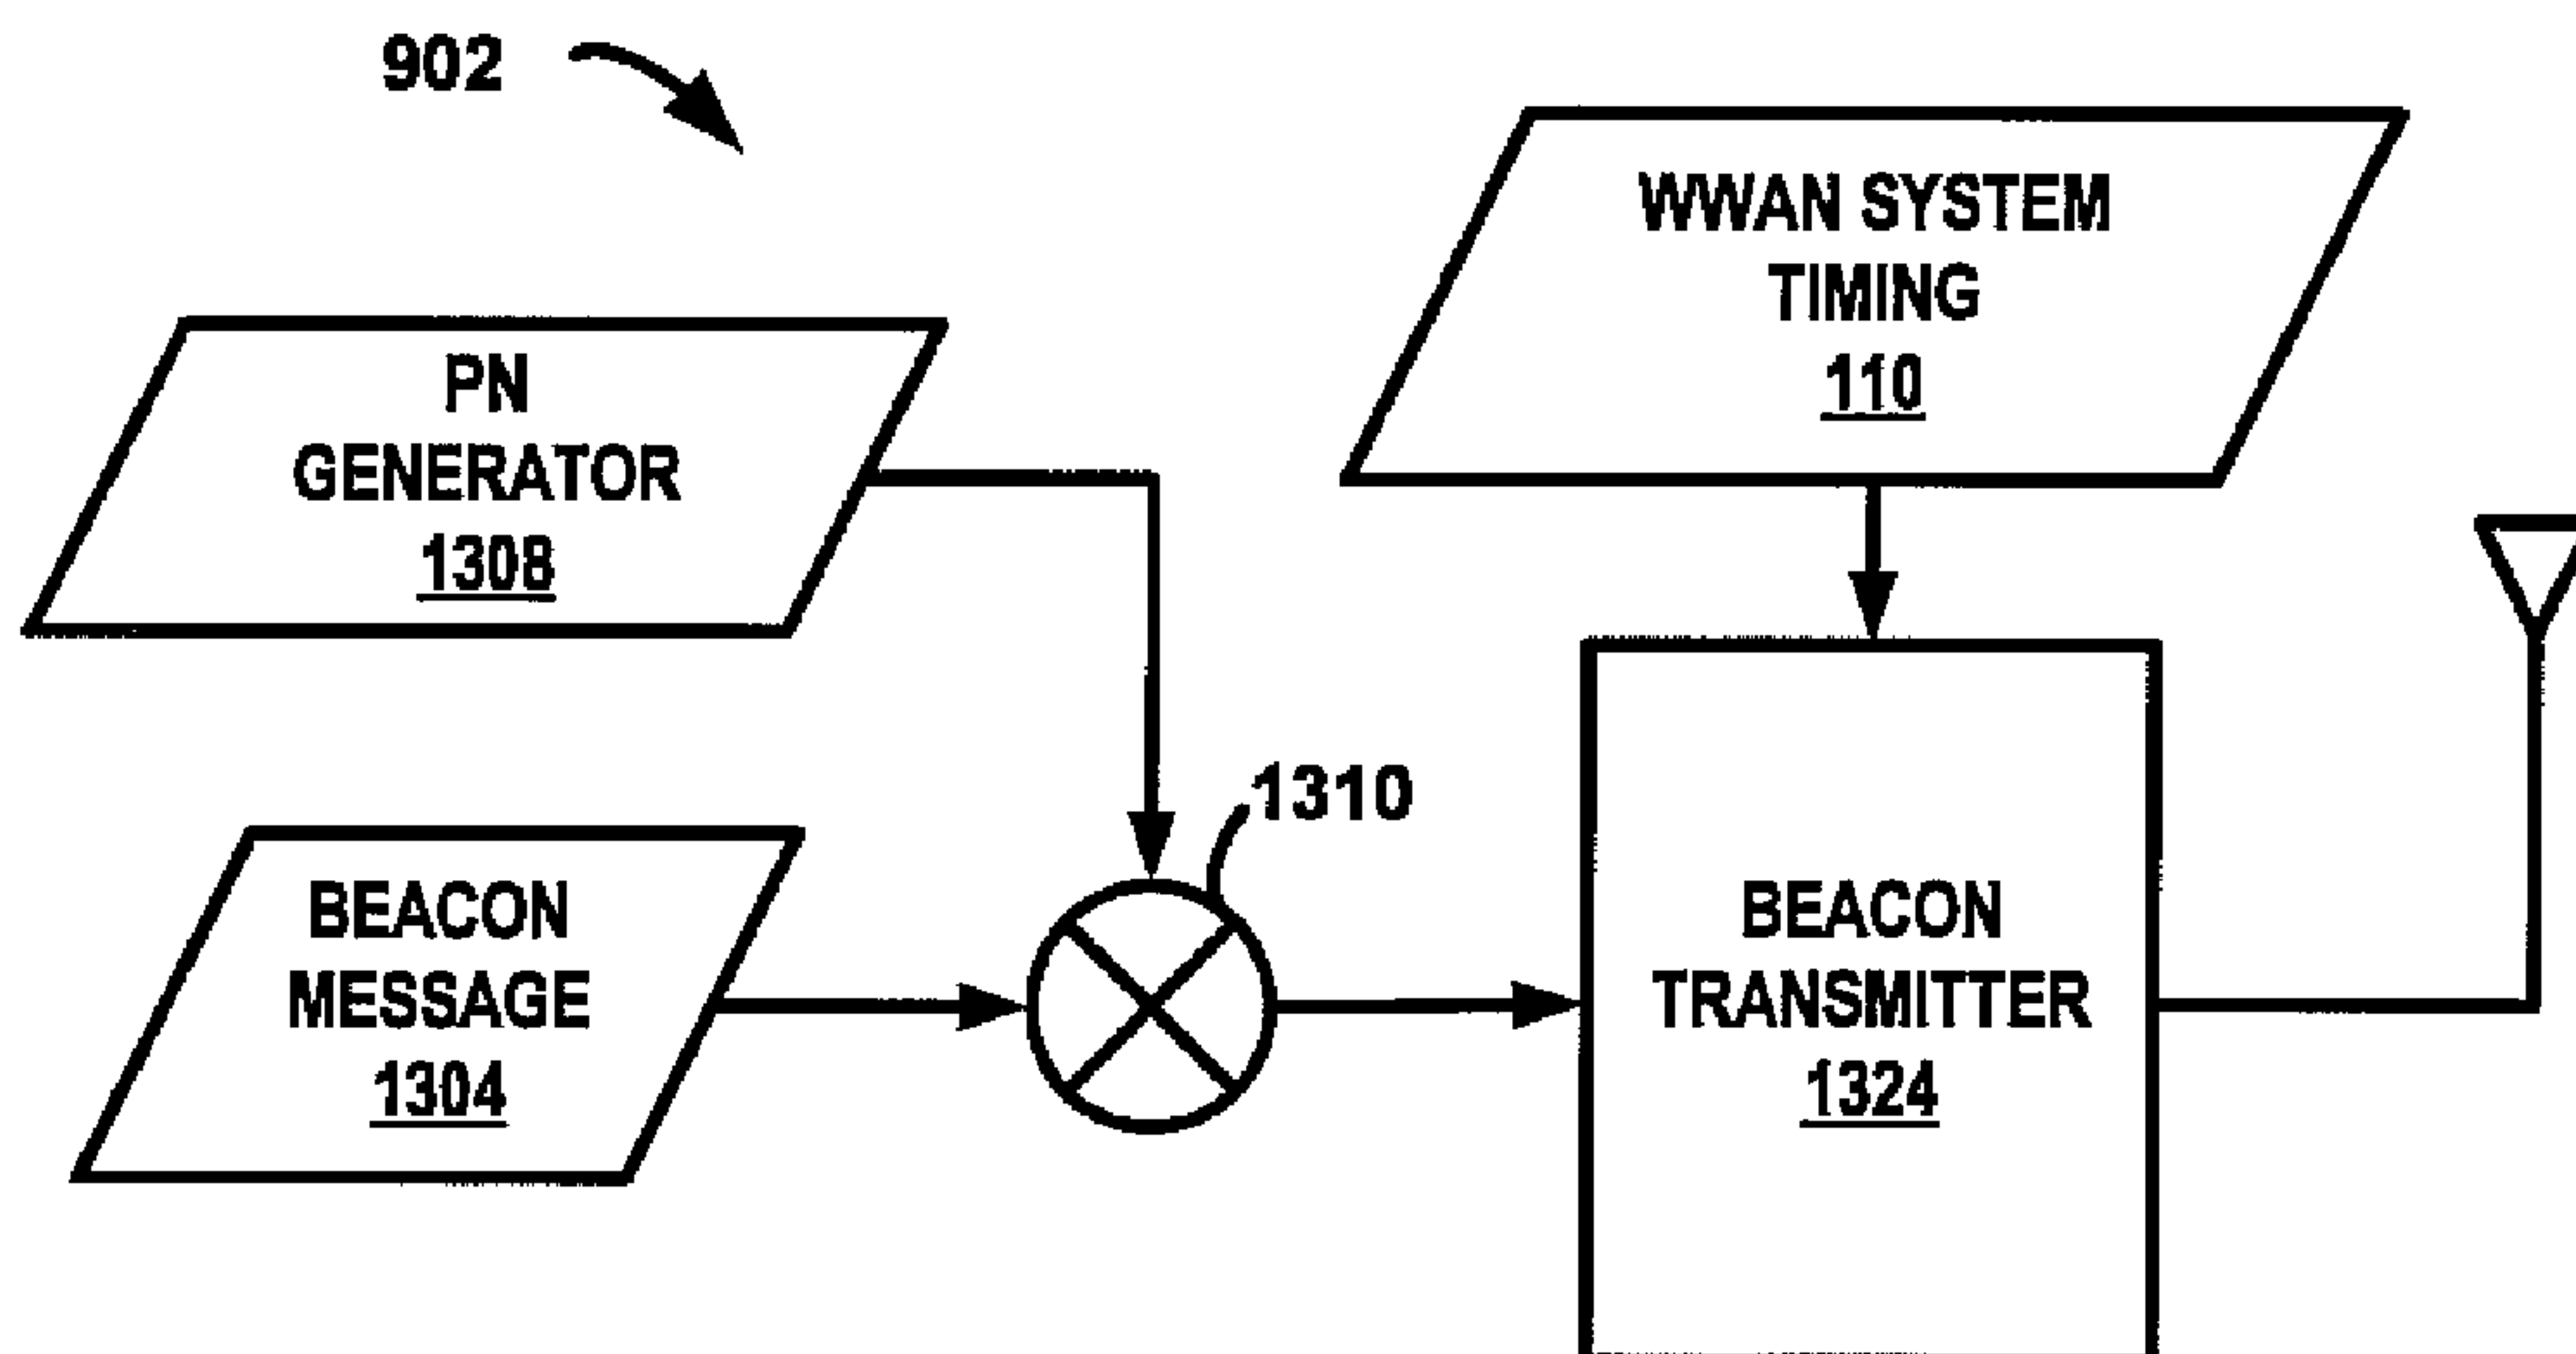 902
WWAN SYSTEM
TIMING
110
PN
GENERATOR
1308
1310
BEACON
MESSAGE
1304
BEACON
TRANSMITTER
1324